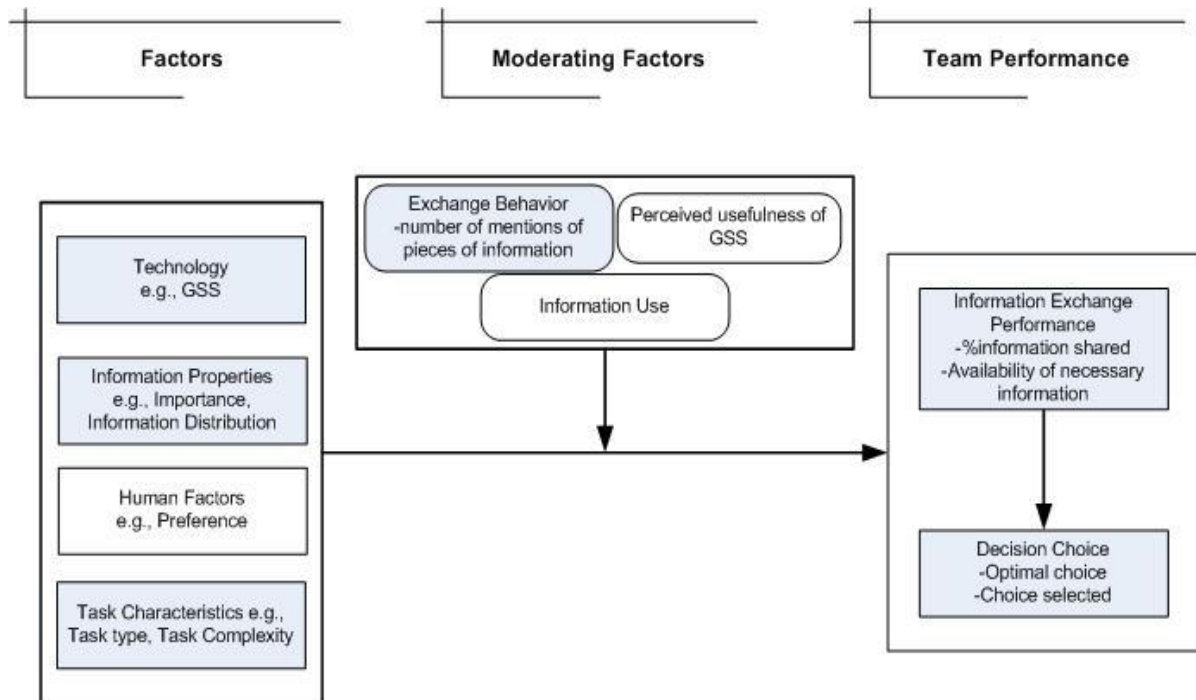 Factors
Moderating Factors
Team Performance
Technology
e.g., GSS
Information Properties
e.g., Importance,
Information Distribution
Human Factors
e.g., Preference
Task Characteristics e.g.,
Task type, Task Complexity
Exchange Behavior
-number of mentions of
pieces of information
Perceived usefulness of
GSS
Information Use
Information Exchange
Performance
-%information shared
-Availability of necessary
information
Decision Choice
-Optimal choice
-Choice selected